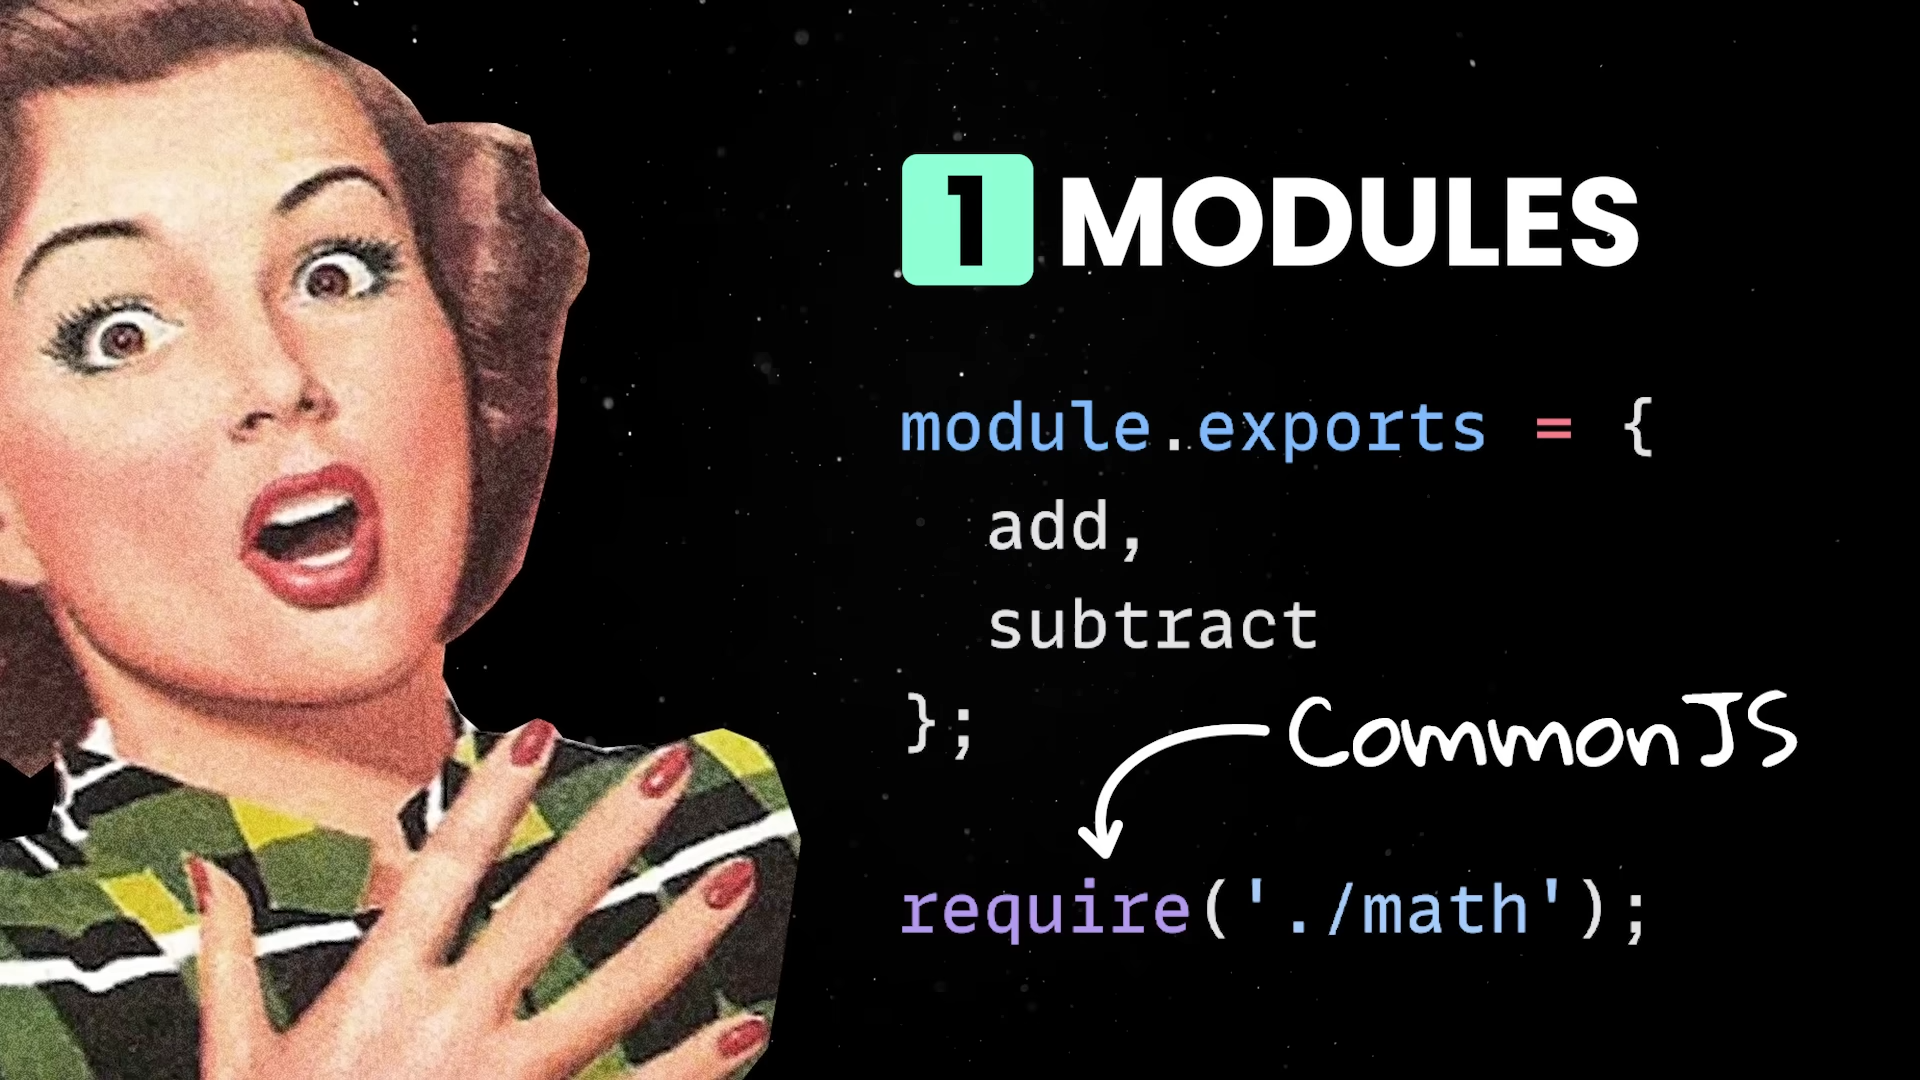 1 MODULES
module.exports = {
  add,
  subtract
};
CommonJS
require('./math');